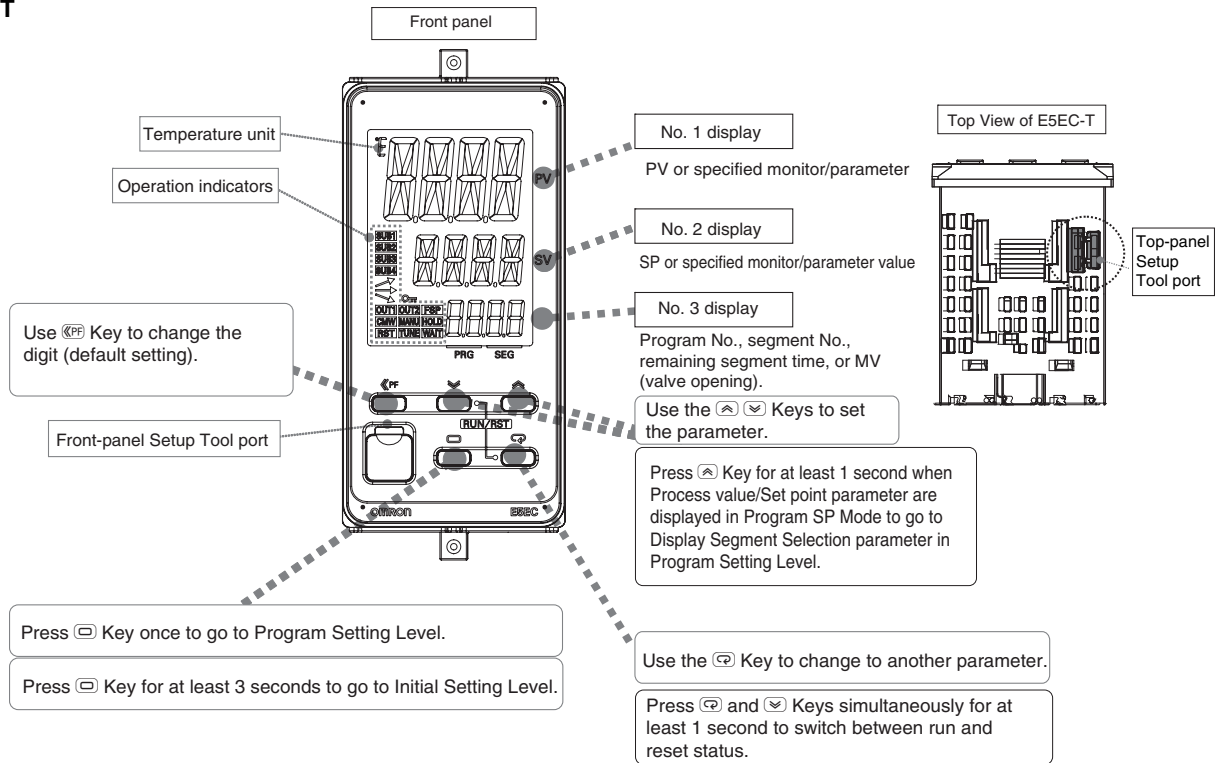 T
Front panel
Temperature unit
Operation indicators
PV
SUB1
SUB2
SUB3
SUB4
SV
OUT1 OUT2 FSP
CMW MANU HOLD
RST TUNE WAIT
PRG SEG
PF
RUN/RST
OMRON E5EC
No. 1 display
PV or specified monitor/parameter
No. 2 display
SP or specified monitor/parameter value
No. 3 display
Program No., segment No.,
remaining segment time, or MV
(valve opening).
Top View of E5EC-T
Top-panel
Setup
Tool port
Use PF Key to change the
digit (default setting).
Front-panel Setup Tool port
Use the Keys to set
the parameter.
Press Key for at least 1 second when
Process value/Set point parameter are
displayed in Program SP Mode to go to
Display Segment Selection parameter in
Program Setting Level.
Press Key once to go to Program Setting Level.
Press Key for at least 3 seconds to go to Initial Setting Level.
Use the Key to change to another parameter.
Press and Keys simultaneously for at
least 1 second to switch between run and
reset status.